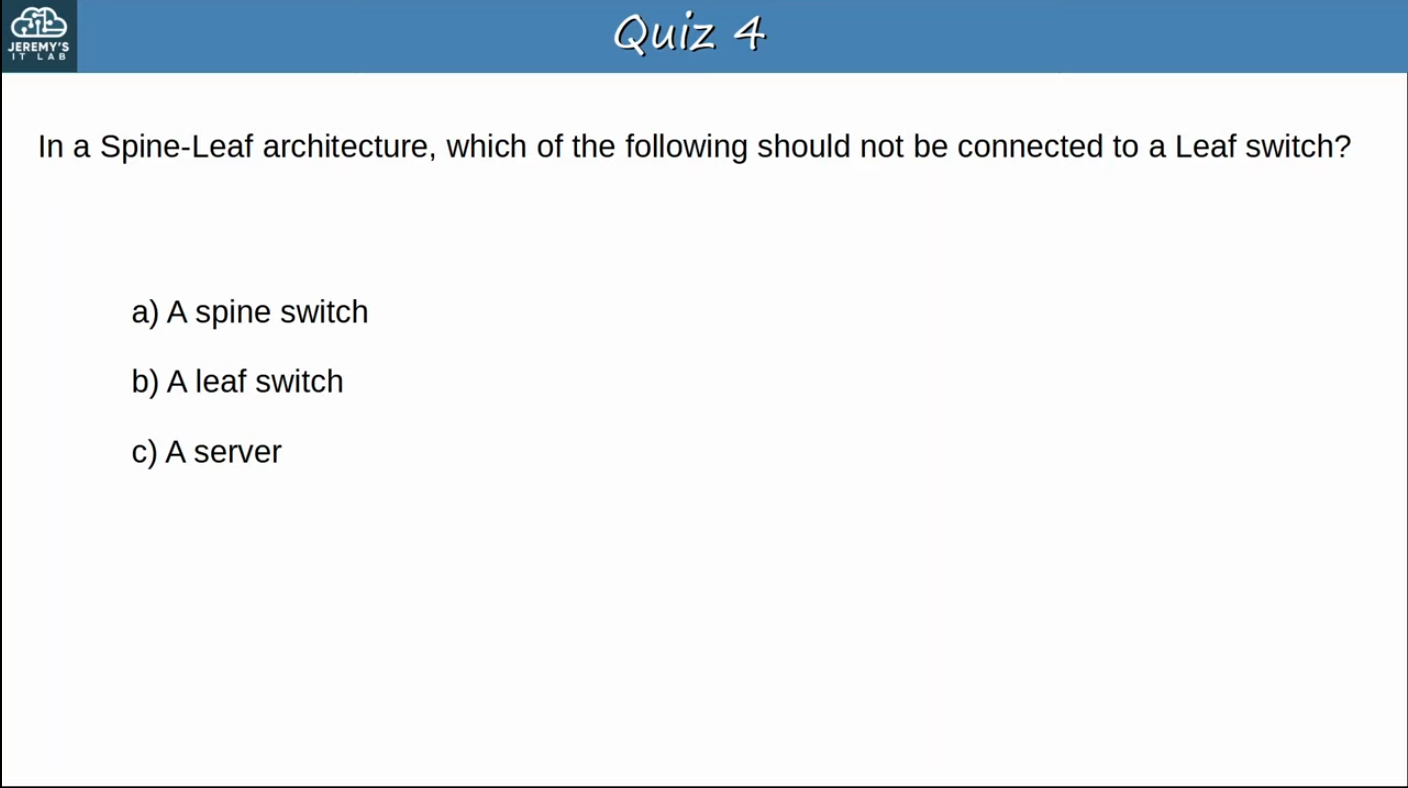 JEREMY'S
IT LAB
Quiz 4
In a Spine-Leaf architecture, which of the following should not be connected to a Leaf switch?
a) A spine switch
b) A leaf switch
c) A server